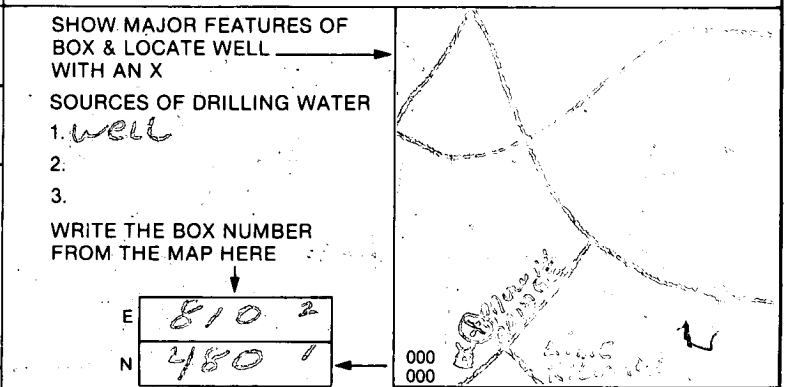 SHOW MAJOR FEATURES OF
BOX & LOCATE WELL
WITH AN X
SOURCES OF DRILLING WATER
1. well
2.
3.
WRITE THE BOX NUMBER
FROM THE MAP HERE
E 810 2
N 480 1
000
000